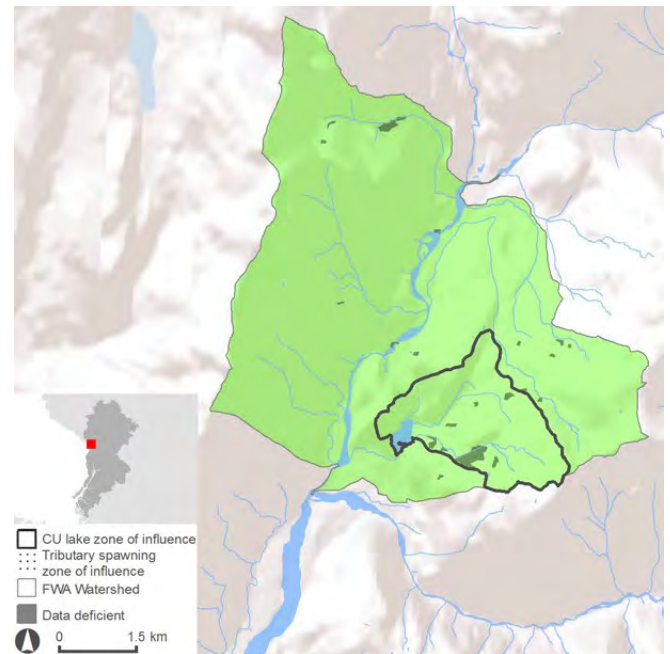 CU lake zone of influence
Tributary spawning
zone of influence
FWA Watershed
Data deficient
0 1.5 km